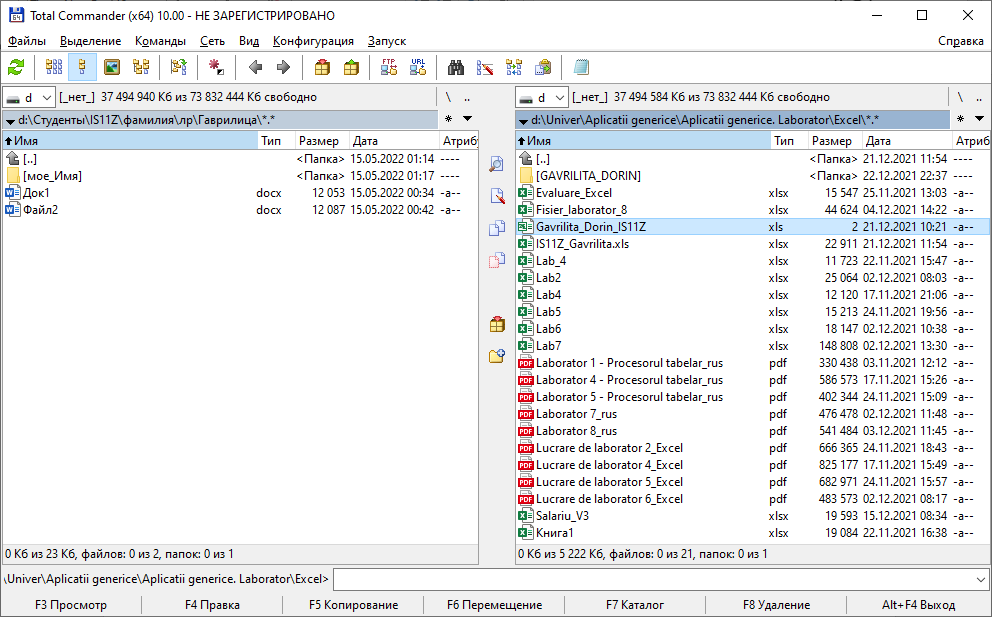 Total Commander (x64) 10.00 - НЕ ЗАРЕГИСТРИРОВАНО
Файлы Выделение Команды Сеть Вид Конфигурация Запуск Справка
FTP URL
d [_нет_] 37 494 940 Кб из 73 832 444 Кб свободно \ ..
d:\Студенты\IS11Z\фамилия\лр\Гаврилица\*.* * 
Имя Тип Размер Дата Атрибу
[..] <Папка> 15.05.2022 01:14 ----
[мое_Имя] <Папка> 15.05.2022 01:17 ----
Док1 docx 12 053 15.05.2022 00:34 -a--
Файл2 docx 12 087 15.05.2022 00:42 -a--
0 Кб из 23 Кб, файлов: 0 из 2, папок: 0 из 1
d [_нет_] 37 494 584 Кб из 73 832 444 Кб свободно \ ..
d:\Univer\Aplicatii generice\Aplicatii generice. Laborator\Excel\*.* *
Имя Тип Размер Дата Атриб
[..] <Папка> 21.12.2021 11:54 ----
[GAVRILITA_DORIN] <Папка> 22.12.2021 22:37 ----
Evaluare_Excel xlsx 15 547 25.11.2021 13:03 -a--
Fisier_laborator_8 xlsx 44 624 04.12.2021 14:22 -a--
Gavrilita_Dorin_IS11Z xls 2 21.12.2021 10:21 -a--
IS11Z_Gavrilita.xls xlsx 22 911 21.12.2021 11:54 -a--
Lab_4 xlsx 11 723 22.11.2021 15:47 -a--
Lab2 xlsx 25 064 02.12.2021 08:03 -a--
Lab4 xlsx 12 120 17.11.2021 21:06 -a--
Lab5 xlsx 15 213 24.11.2021 19:56 -a--
Lab6 xlsx 18 147 02.12.2021 10:38 -a--
Lab7 xlsx 148 808 02.12.2021 13:30 -a--
Laborator 1 - Procesorul tabelar_rus pdf 330 438 03.11.2021 12:12 -a--
Laborator 4 - Procesorul tabelar_rus pdf 586 573 17.11.2021 15:26 -a--
Laborator 5 - Procesorul tabelar_rus pdf 402 344 24.11.2021 15:09 -a--
Laborator 7_rus pdf 476 478 02.12.2021 11:48 -a--
Laborator 8_rus pdf 541 484 03.12.2021 11:45 -a--
Lucrare de laborator 2_Excel pdf 666 365 24.11.2021 18:43 -a--
Lucrare de laborator 4_Excel pdf 825 177 17.11.2021 15:49 -a--
Lucrare de laborator 5_Excel pdf 682 971 24.11.2021 15:57 -a--
Lucrare de laborator 6_Excel pdf 483 573 02.12.2021 08:17 -a--
Salariu_V3 xlsx 19 593 15.12.2021 08:34 -a--
Книга1 xlsx 19 084 22.11.2021 16:38 -a--
0 Кб из 5 222 Кб, файлов: 0 из 21, папок: 0 из 1
\Univer\Aplicatii generice\Aplicatii generice. Laborator\Excel>
F3 Просмотр F4 Правка F5 Копирование F6 Перемещение F7 Каталог F8 Удаление Alt+F4 Выход